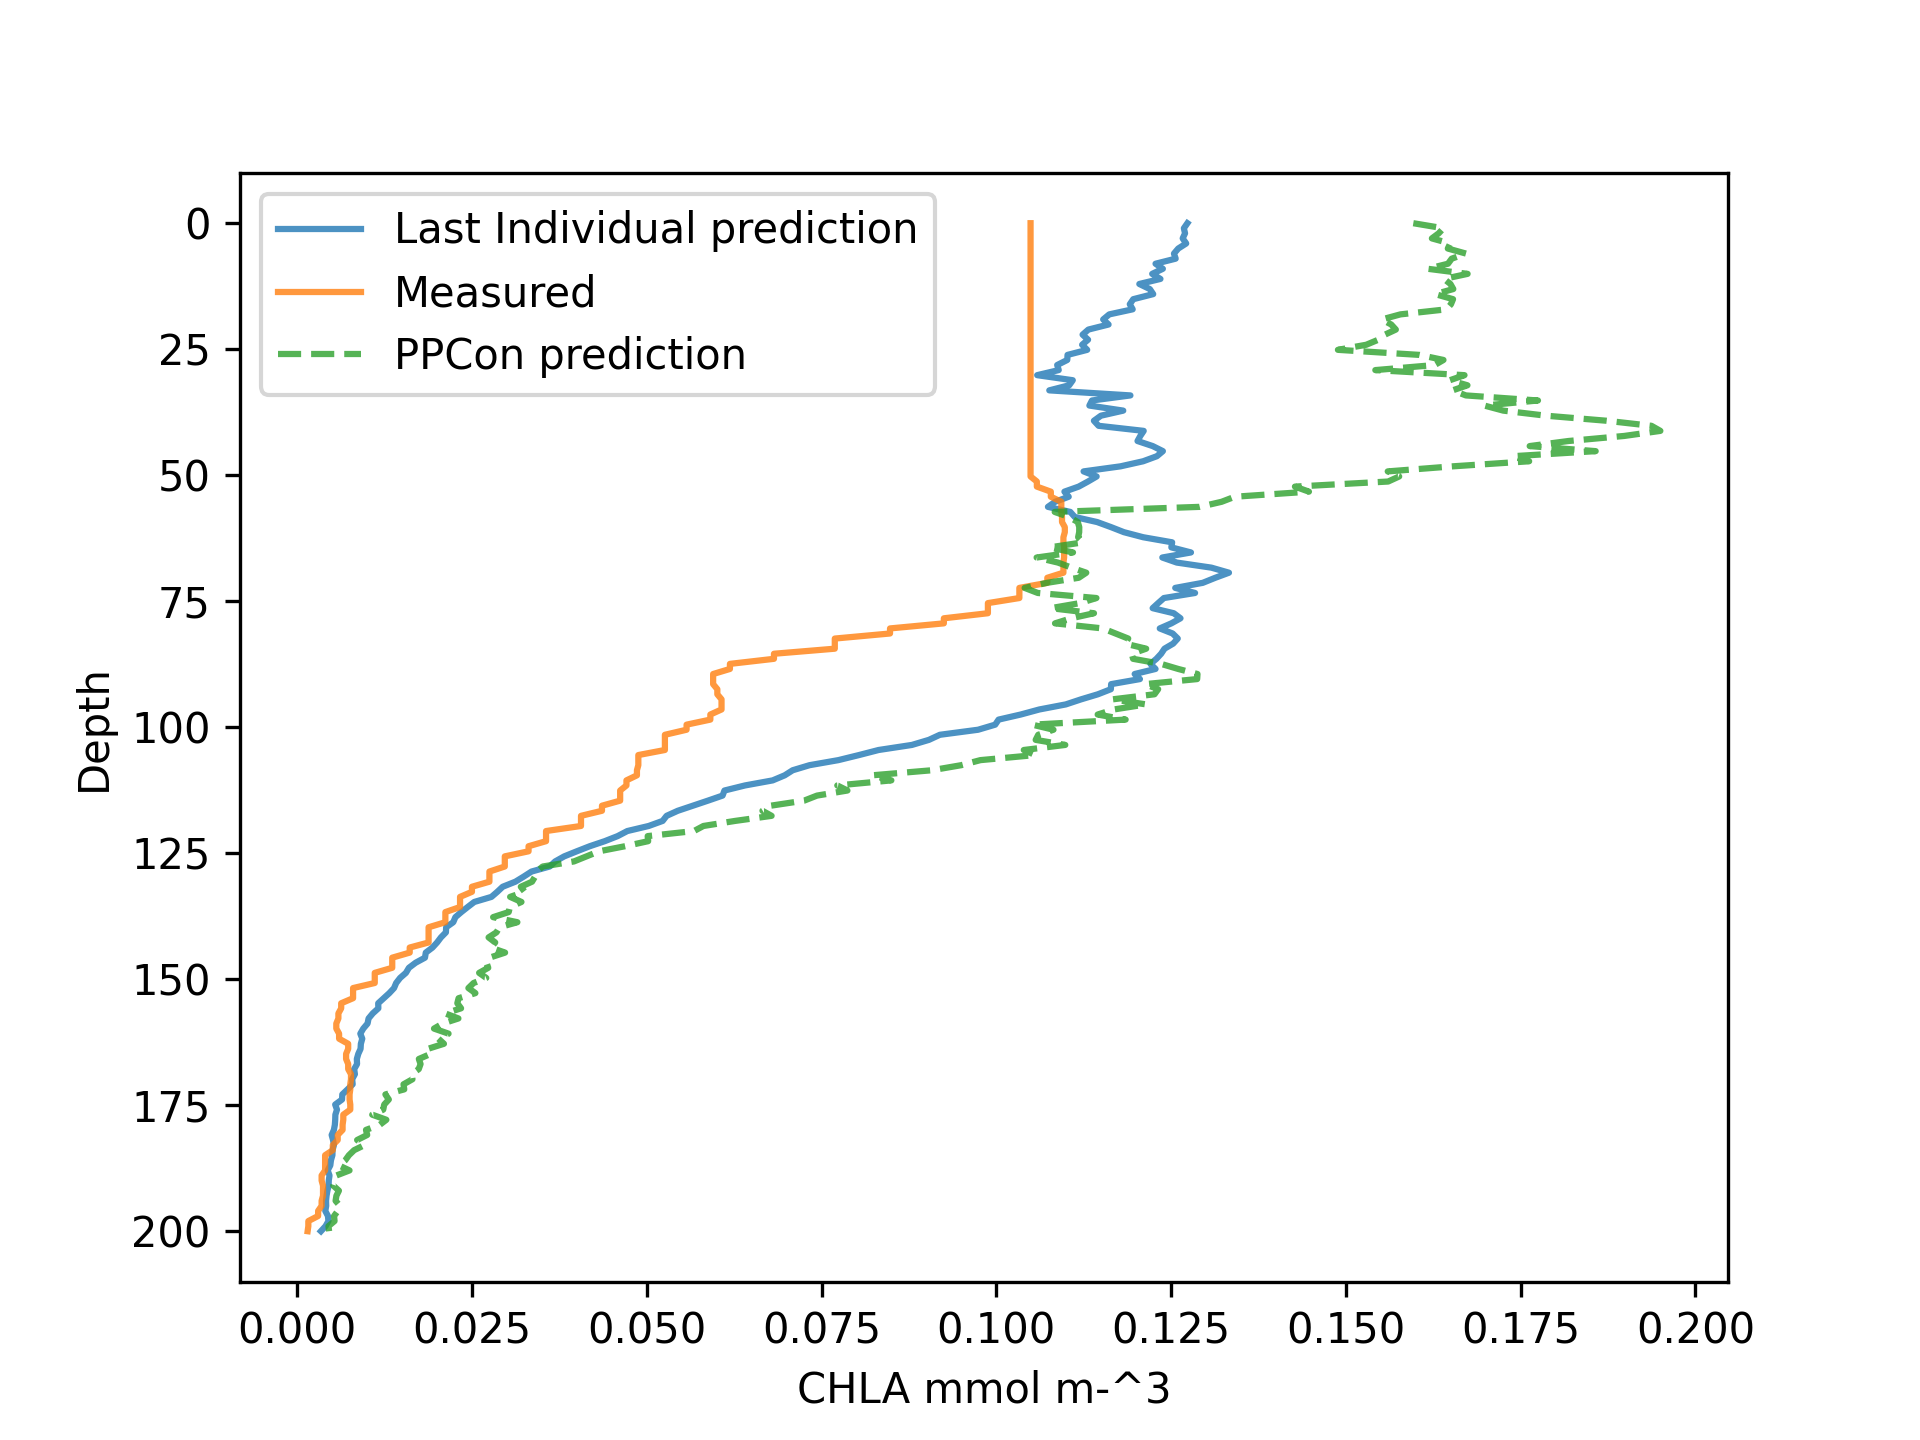 Last Individual prediction
Measured
PPCon prediction
0
25
50
75
100
125
150
175
200
Depth
0.000 0.025 0.050 0.075 0.100 0.125 0.150 0.175 0.200
CHLA mmol m-^3